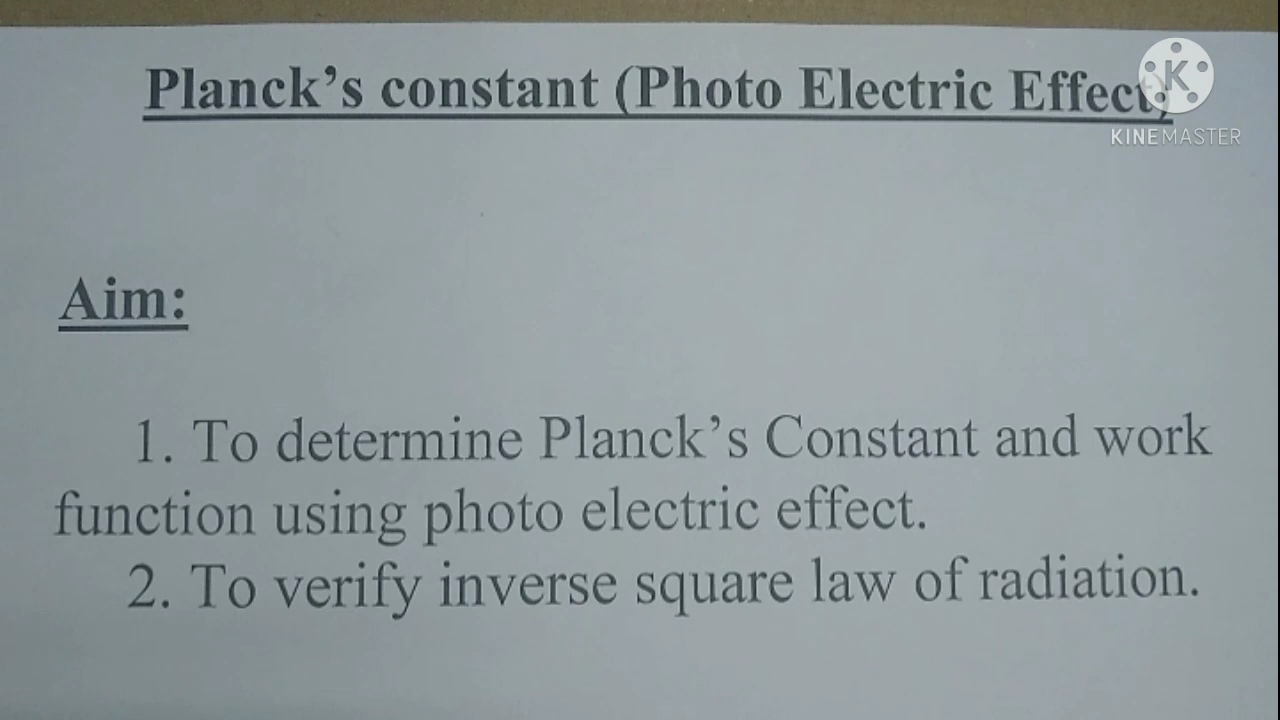 Planck's constant (Photo Electric Effect)
K
KINEMASTER
Aim:
1. To determine Planck's Constant and work
function using photo electric effect.
2. To verify inverse square law of radiation.